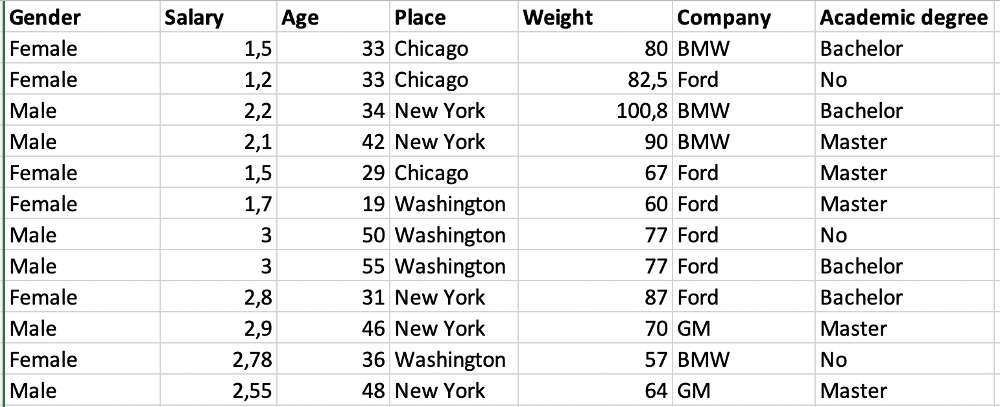 Gender Salary Age Place Weight Company Academic degree
Female 1,5 33 Chicago 80 BMW Bachelor
Female 1,2 33 Chicago 82,5 Ford No
Male 2,2 34 New York 100,8 BMW Bachelor
Male 2,1 42 New York 90 BMW Master
Female 1,5 29 Chicago 67 Ford Master
Female 1,7 19 Washington 60 Ford Master
Male 3 50 Washington 77 Ford No
Male 3 55 Washington 77 Ford Bachelor
Female 2,8 31 New York 87 Ford Bachelor
Male 2,9 46 New York 70 GM Master
Female 2,78 36 Washington 57 BMW No
Male 2,55 48 New York 64 GM Master